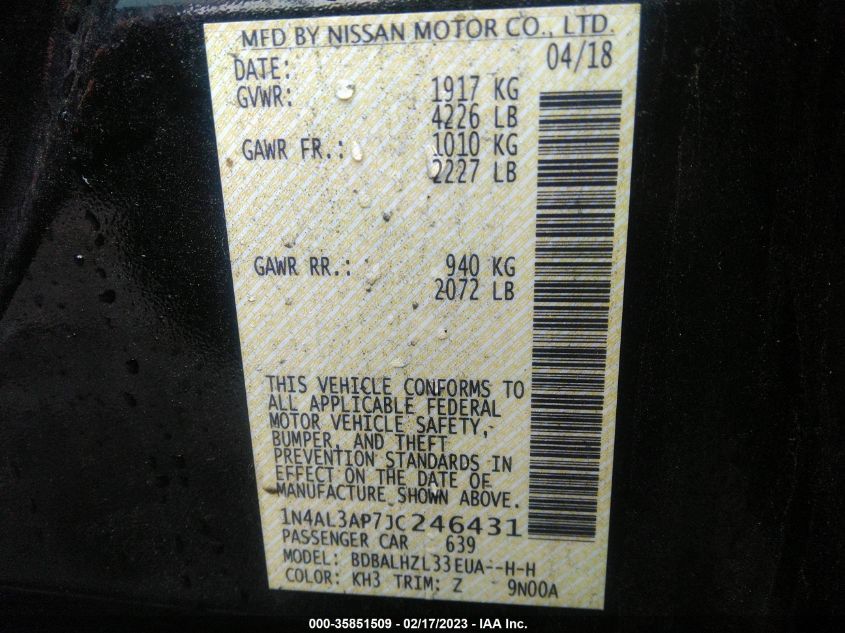 MFD BY NISSAN MOTOR CO., LTD.
DATE: 04/18
GVWR: 1917 KG
4226 LB
GAWR FR.: 1010 KG
2227 LB
GAWR RR.: 940 KG
2072 LB
THIS VEHICLE CONFORMS TO
ALL APPLICABLE FEDERAL
MOTOR VEHICLE SAFETY,
BUMPER, AND THEFT
PREVENTION STANDARDS IN
EFFECT ON THE DATE OF
MANUFACTURE SHOWN ABOVE.
1N4AL3AP7JC246431
PASSENGER CAR 639
MODEL: BDBALHZL33EUA--H-H
COLOR: KH3 TRIM: Z 9N00A
000-35851509 - 02/17/2023 - IAA Inc.